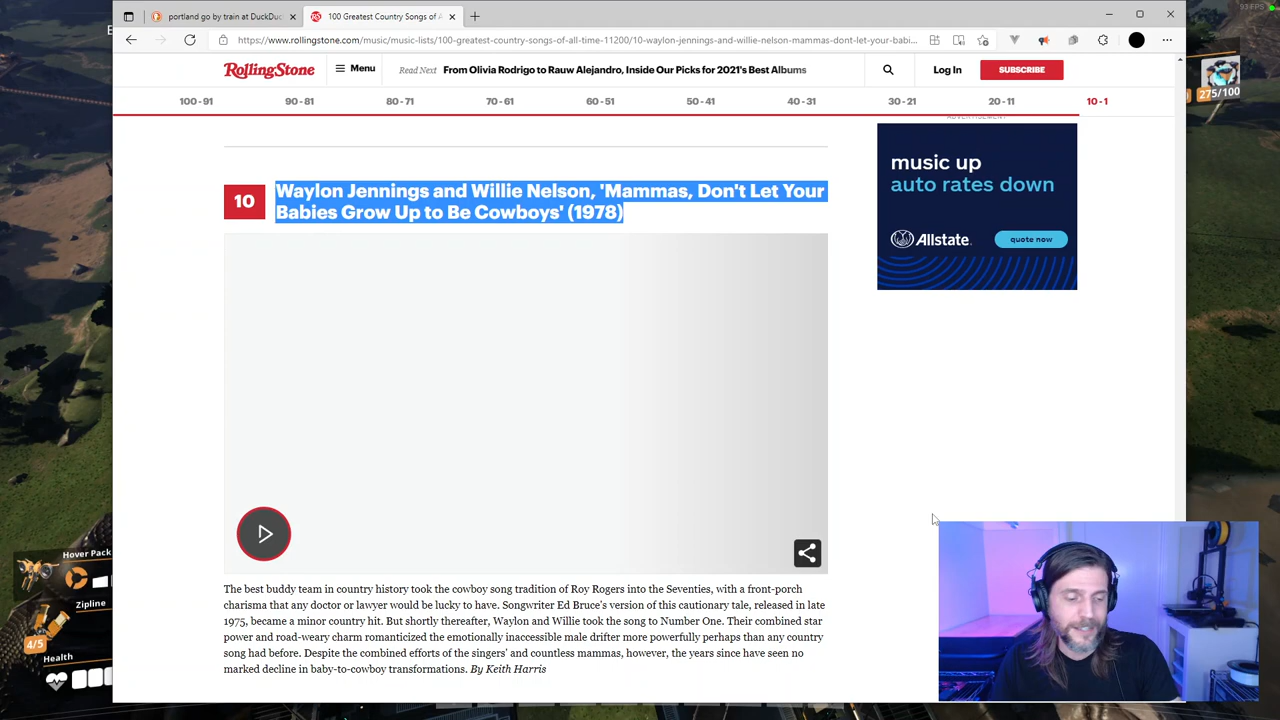 93 FPS
portland go by train at DuckDuc
100 Greatest Country Songs of A
https://www.rollingstone.com/music/music-lists/100-greatest-country-songs-of-all-time-11200/10-waylon-jennings-and-willie-nelson-mammas-dont-let-your-babi...
RollingStone
Menu
Read Next From Olivia Rodrigo to Rauw Alejandro, Inside Our Picks for 2021's Best Albums
Log In
SUBSCRIBE
275/100
100 - 91 90 - 81 80 - 71 70 - 61 60 - 51 50 - 41 40 - 31 30 - 21 20 - 11 10 - 1
ADVERTISEMENT
music up
auto rates down
Allstate.
quote now
10
Waylon Jennings and Willie Nelson, 'Mammas, Don't Let Your
Babies Grow Up to Be Cowboys' (1978)
The best buddy team in country history took the cowboy song tradition of Roy Rogers into the Seventies, with a front-porch
charisma that any doctor or lawyer would be lucky to have. Songwriter Ed Bruce's version of this cautionary tale, released in late
1975, became a minor country hit. But shortly thereafter, Waylon and Willie took the song to Number One. Their combined star
power and road-weary charm romanticized the emotionally inaccessible male drifter more powerfully perhaps than any country
song had before. Despite the combined efforts of the singers' and countless mammas, however, the years since have seen no
marked decline in baby-to-cowboy transformations. By Keith Harris
Hover Pack
Zipline
4/5
Health